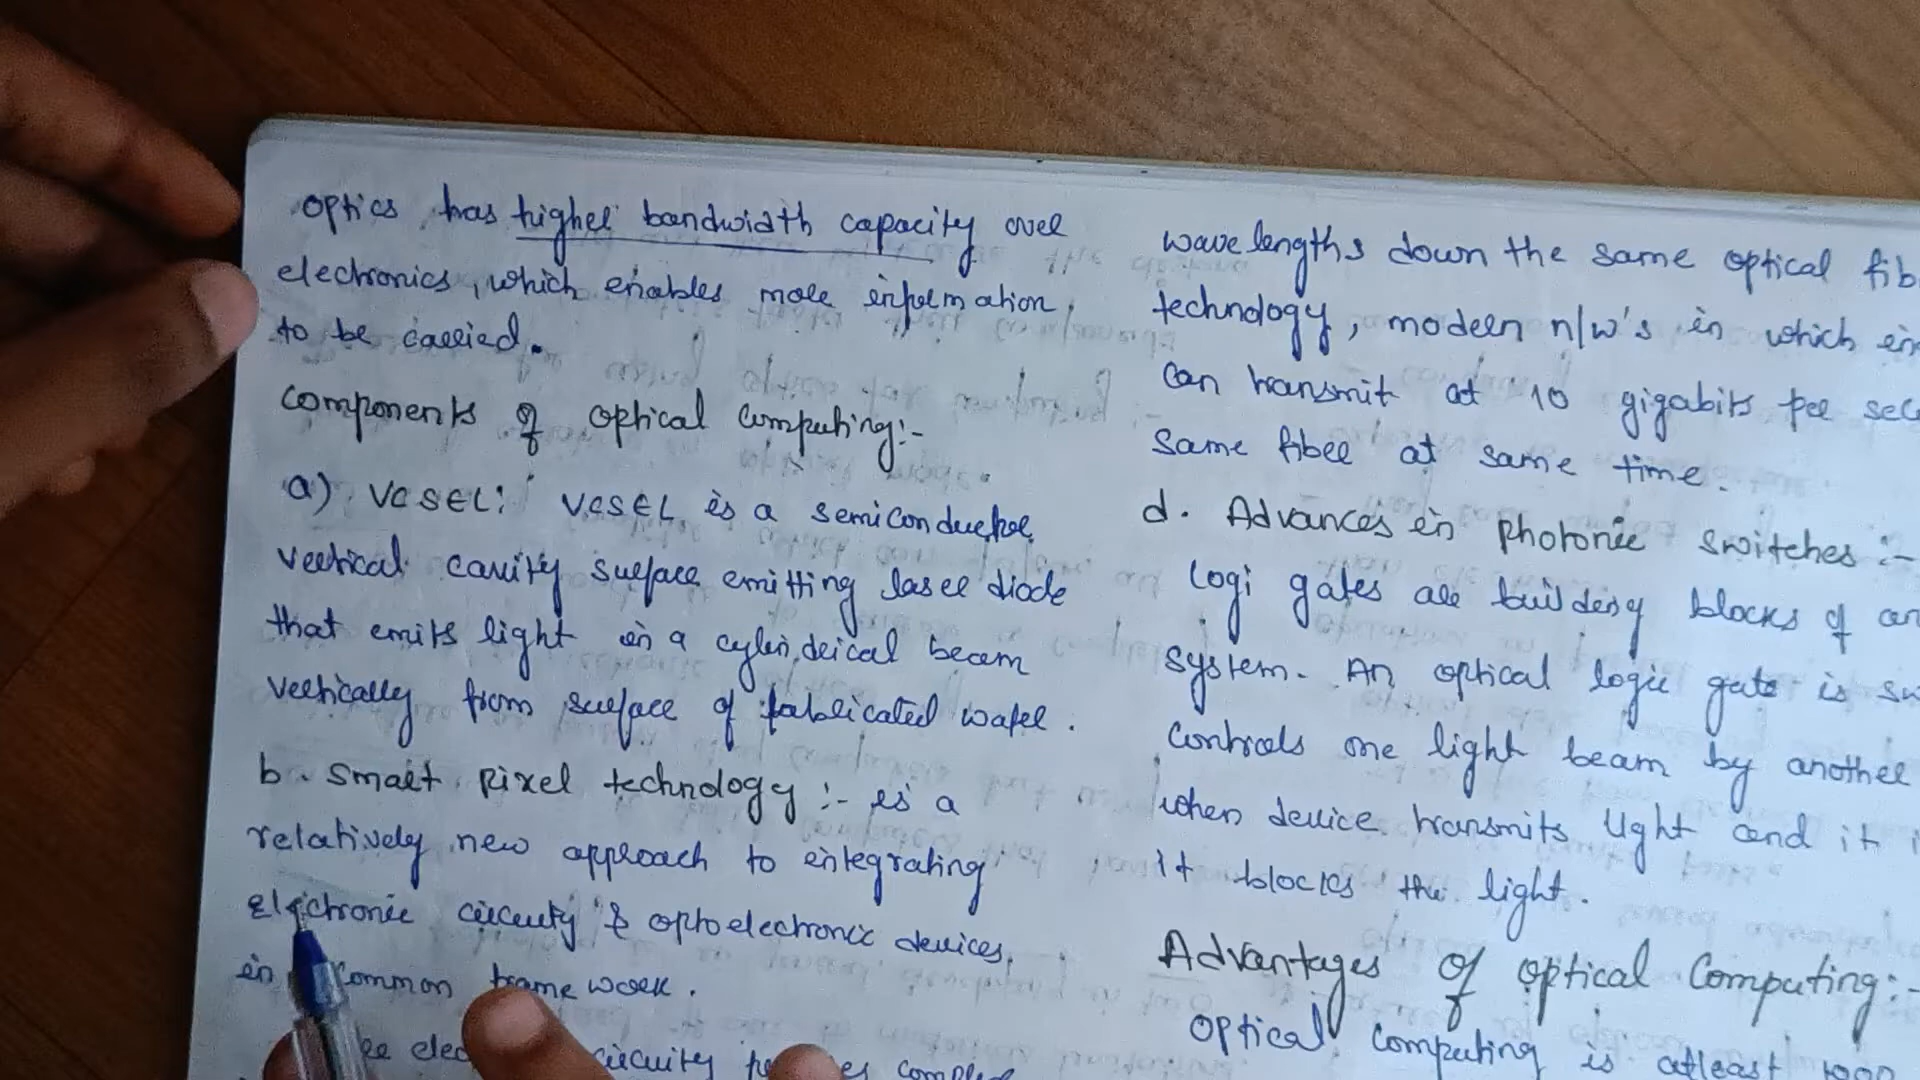 optics has higher bandwidth capacity over
electronics, which enables more information
to be carried.
components of optical computing:-
a) VCSEL: VCSEL is a semiconductor
vertical cavity surface emitting laser diode
that emits light in a cylindrical beam
vertically from surface of fabricated wafer.
b. Smart pixel technology :- is a
relatively new approach to integrating
electronic circuity & optoelectronic devices
in common frame work.
circuity
wavelengths down the same optical fib
technology, modern n/w's in which
can transmit at 10 gigabits per sec
same fiber at same time.
d. Advances in photonic switches :-
logi gates are building blocks of
system. An optical logic gate is
controls one light beam by another
when device transmits light and it
it blocks the light.
Advantages of optical computing:-
optical computing is atleast